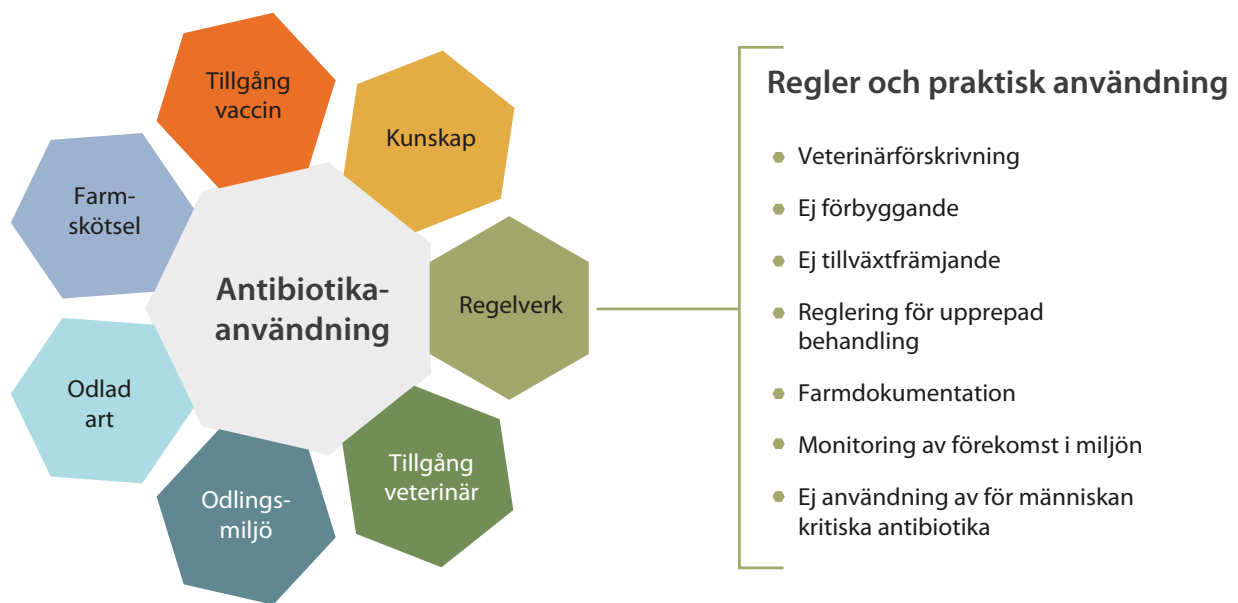 Tillgång
vaccin
Kunskap
Farm-
skötsel
Antibiotika-
användning
Regelverk
Odlad
art
Odlings-
miljö
Tillgång
veterinär
Regler och praktisk användning
Veterinärförskrivning
Ej förbyggande
Ej tillväxtfrämjande
Reglering för upprepad
behandling
Farmdokumentation
Monitoring av förekomst i miljön
Ej användning av för människan
kritiska antibiotika